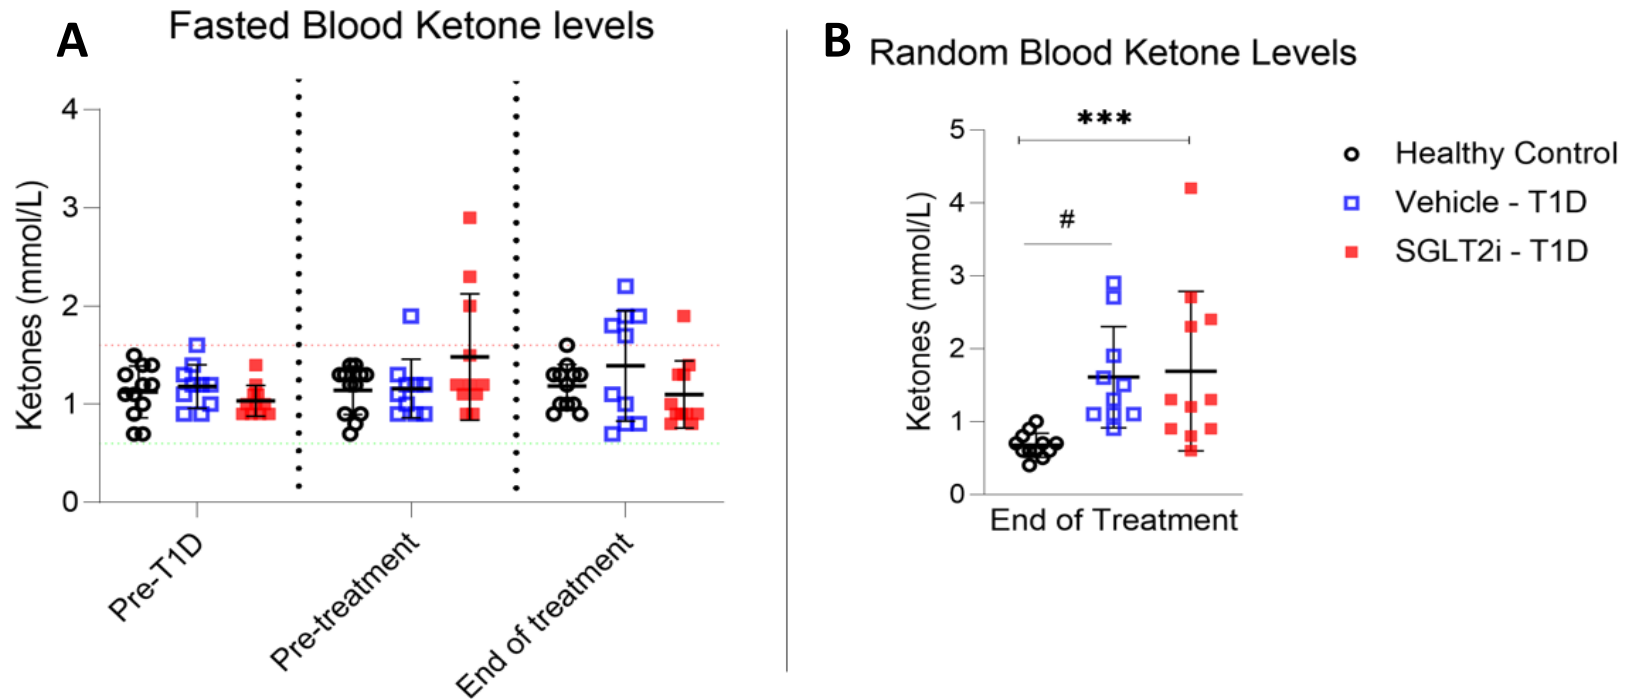 A
Fasted Blood Ketone levels
Ketones (mmol/L)
4
3
2
1
0
Pre-T1D
Pre-treatment
End of treatment
B
Random Blood Ketone Levels
Ketones (mmol/L)
5
4
3
2
1
0
***
#
End of Treatment
Healthy Control
Vehicle - T1D
SGLT2i - T1D